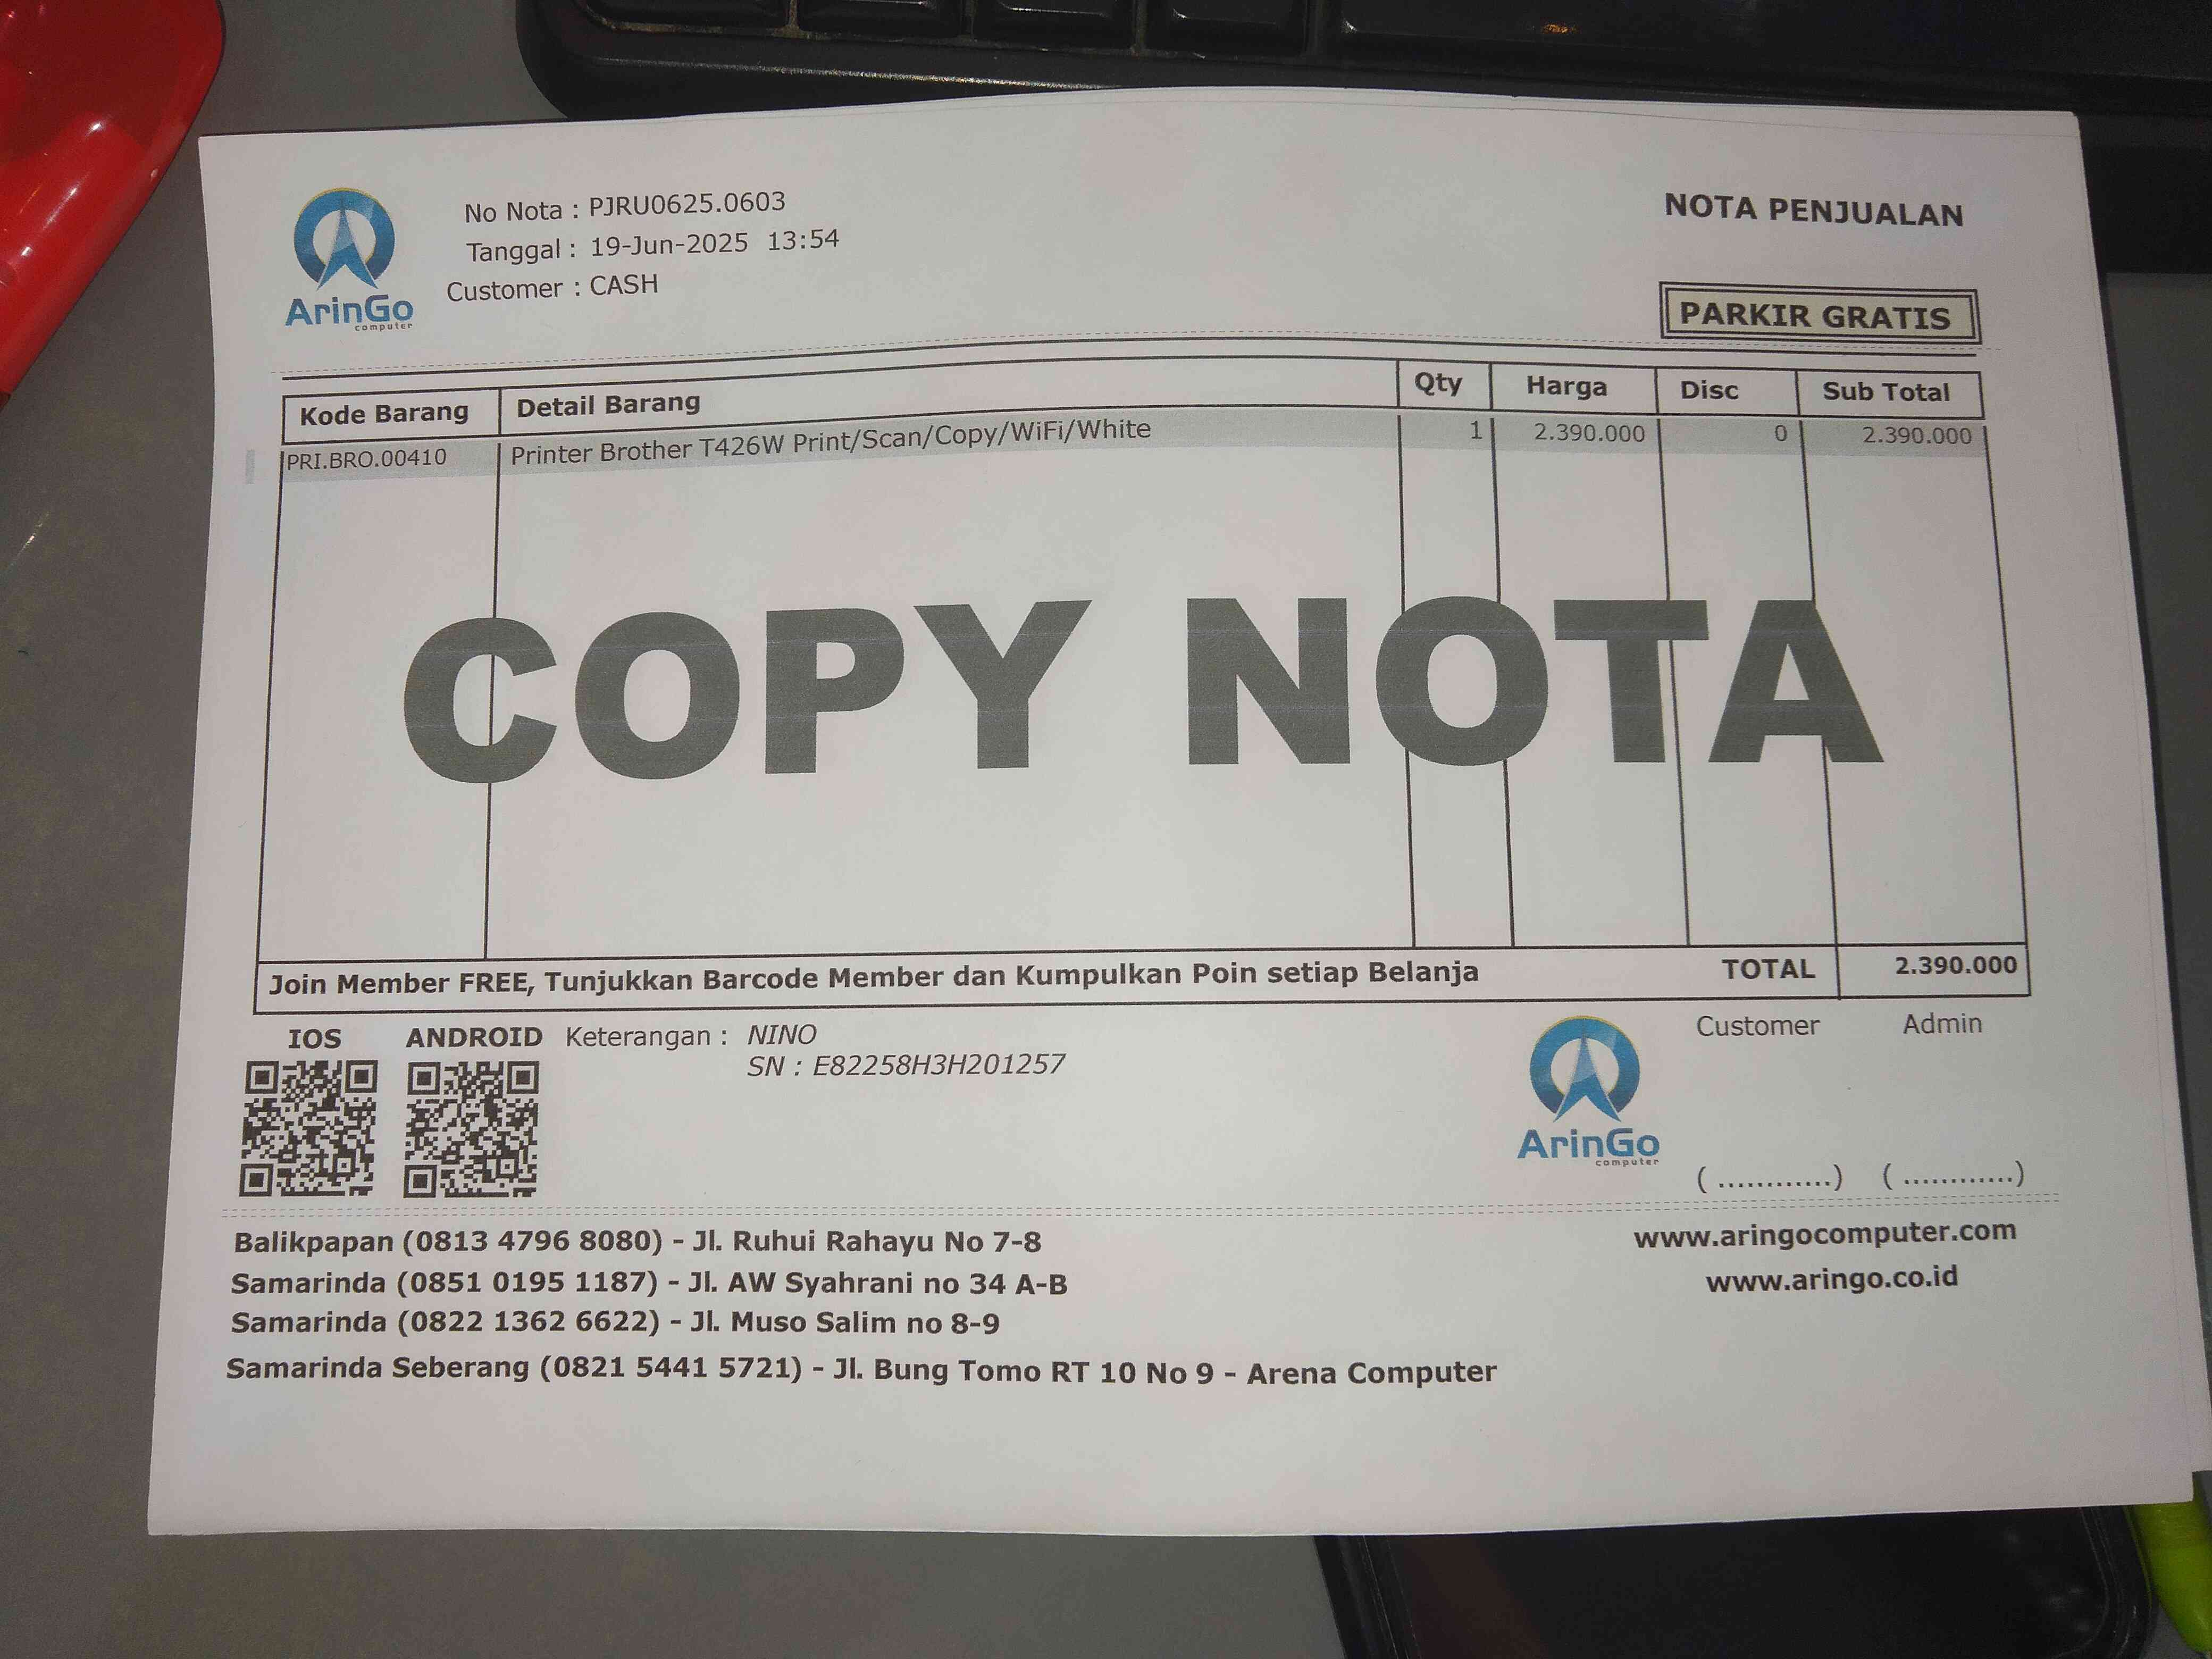 ArinGo
computer
No Nota : PJRU0625.0603
Tanggal : 19-Jun-2025 13:54
Customer : CASH
NOTA PENJUALAN
PARKIR GRATIS
Kode Barang Detail Barang Qty Harga Disc Sub Total
PRI.BRO.00410 Printer Brother T426W Print/Scan/Copy/WiFi/White 1 2.390.000 0 2.390.000
COPY NOTA
Join Member FREE, Tunjukkan Barcode Member dan Kumpulkan Poin setiap Belanja TOTAL 2.390.000
IOS ANDROID Keterangan : NINO
SN : E82258H3H201257
ArinGo
computer
Customer Admin
( ............) ( ............)
Balikpapan (0813 4796 8080) - Jl. Ruhui Rahayu No 7-8
Samarinda (0851 0195 1187) - Jl. AW Syahrani no 34 A-B
Samarinda (0822 1362 6622) - Jl. Muso Salim no 8-9
Samarinda Seberang (0821 5441 5721) - Jl. Bung Tomo RT 10 No 9 - Arena Computer
www.aringocomputer.com
www.aringo.co.id